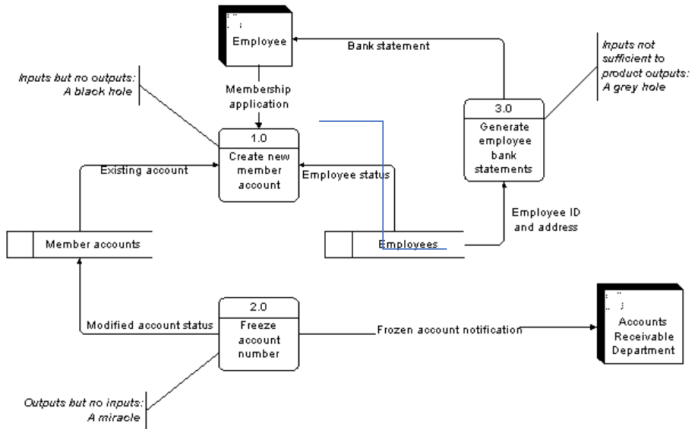 Employee
Bank statement
Inputs not
sufficient to
product outputs:
A grey hole
Inputs but no outputs:
A black hole
Membership
application
1.0
Create new
member
account
3.0
Generate
employee
bank
statements
Existing account
Employee status
Employee ID
and address
Member accounts
Employees
2.0
Freeze
account
number
Modified account status
Frozen account notification
Accounts
Receivable
Department
Outputs but no inputs:
A miracle